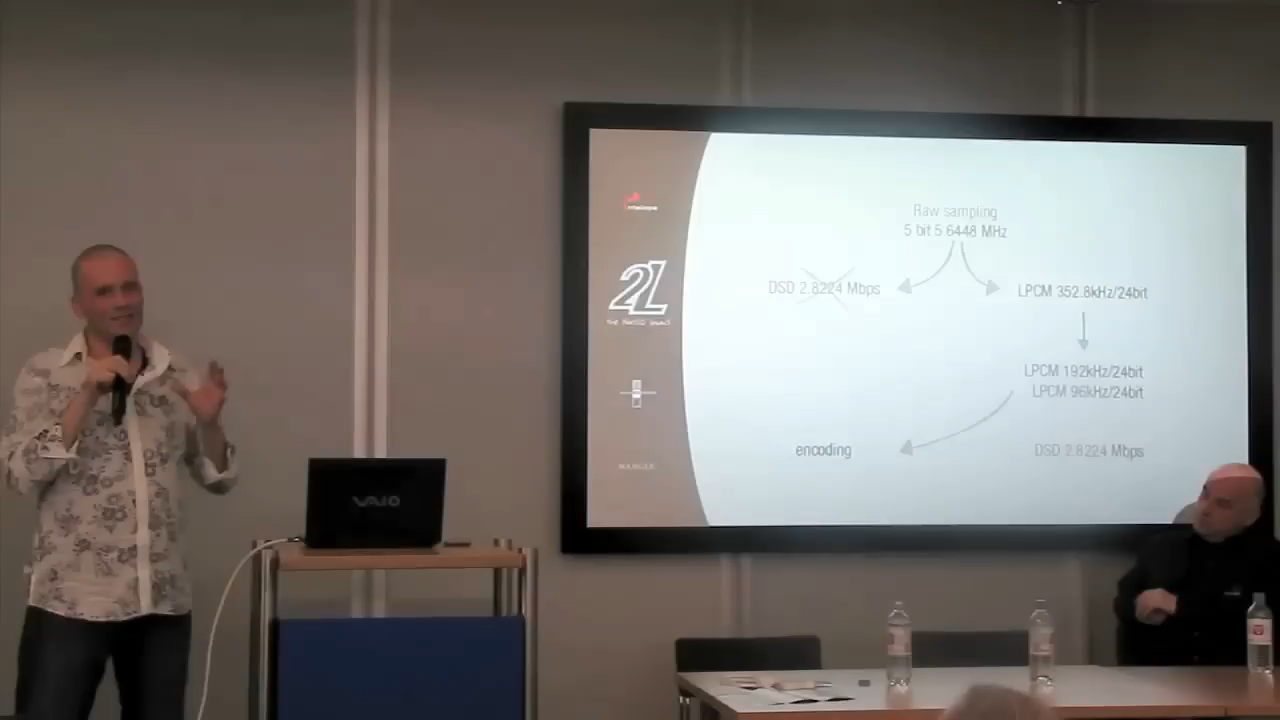 Raw sampling
5 bit 5.6448 MHz
DSD 2.8224 Mbps
LPCM 352.8kHz/24bit
LPCM 192kHz/24bit
LPCM 96kHz/24bit
encoding
DSD 2.8224 Mbps
2L
MANGER
VAIO